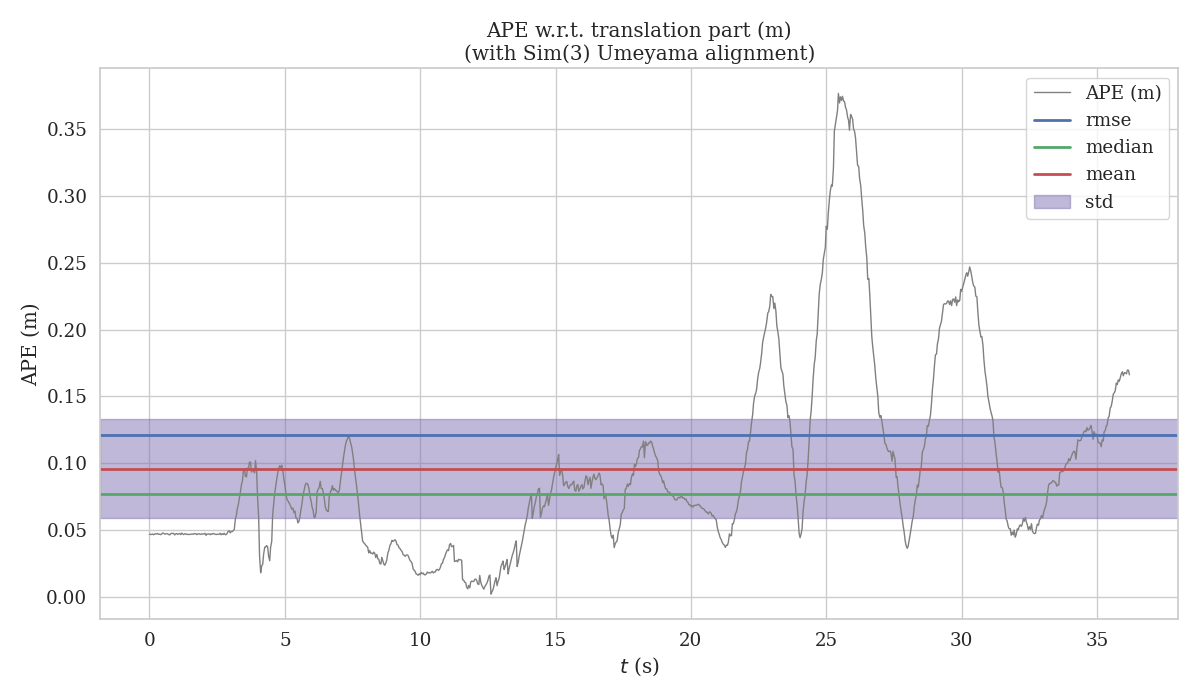 APE w.r.t. translation part (m)
(with Sim(3) Umeyama alignment)
APE (m)
rmse
median
mean
std
APE (m)
0.35
0.30
0.25
0.20
0.15
0.10
0.05
0.00
0 5 10 15 20 25 30 35
t (s)